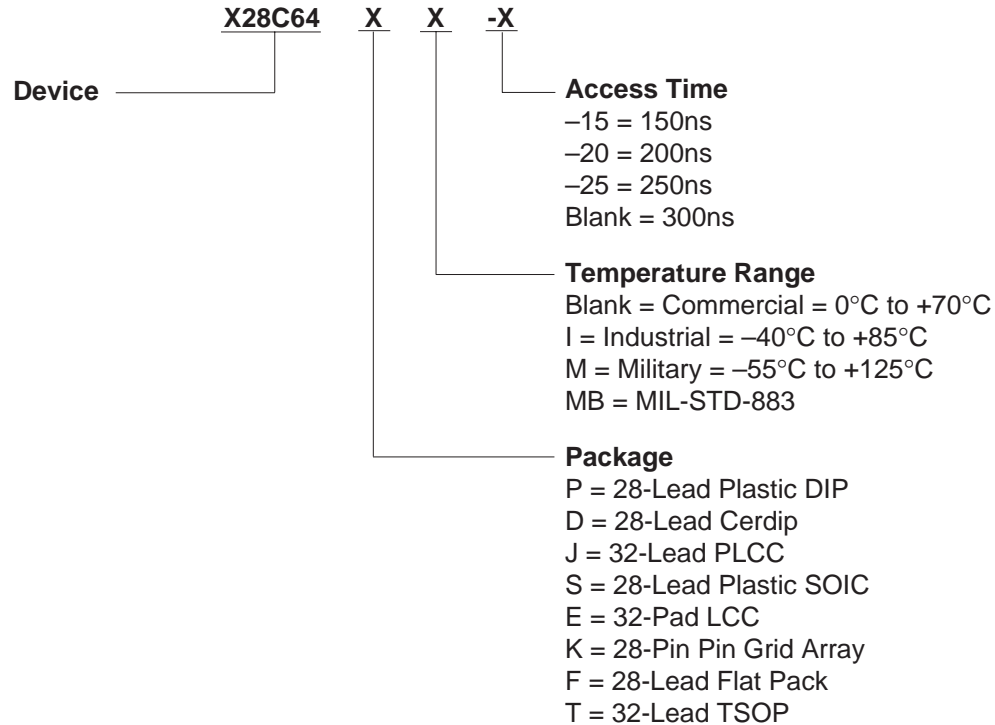 X28C64 X X -X
Device
Access Time
–15 = 150ns
–20 = 200ns
–25 = 250ns
Blank = 300ns
Temperature Range
Blank = Commercial = 0°C to +70°C
I = Industrial = –40°C to +85°C
M = Military = –55°C to +125°C
MB = MIL-STD-883
Package
P = 28-Lead Plastic DIP
D = 28-Lead Cerdip
J = 32-Lead PLCC
S = 28-Lead Plastic SOIC
E = 32-Pad LCC
K = 28-Pin Pin Grid Array
F = 28-Lead Flat Pack
T = 32-Lead TSOP